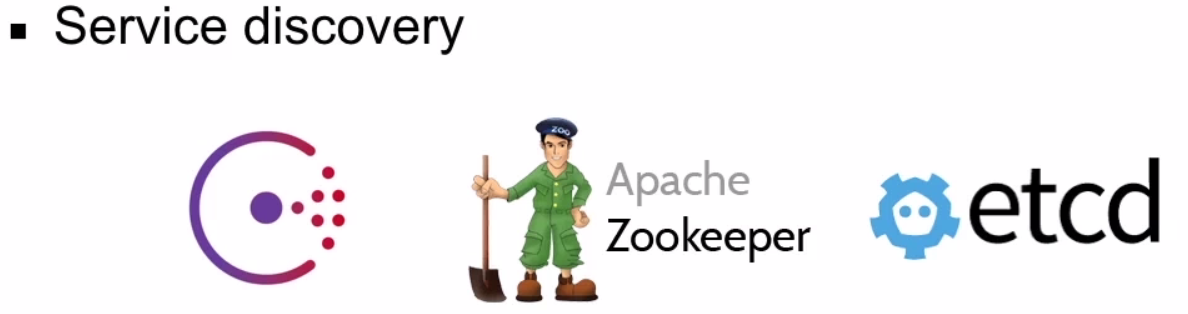 Service discovery
ZOO
Apache
Zookeeper
etcd